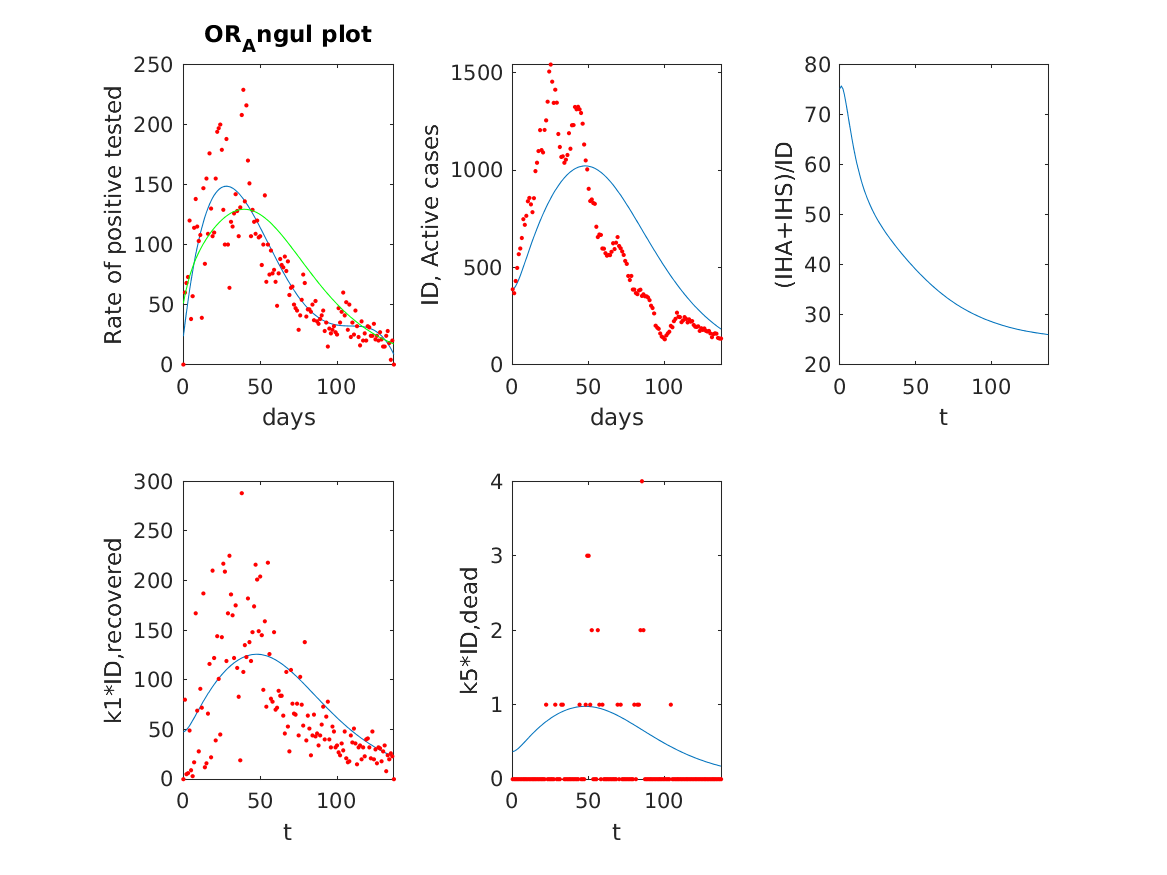 OR_Angul plot
Rate of positive tested
250
200
150
100
50
0
0 50 100
days
ID, Active cases
1500
1000
500
0
0 50 100
days
(IHA+IHS)/ID
80
70
60
50
40
30
20
0 50 100
t
k1*ID,recovered
300
250
200
150
100
50
0
0 50 100
t
k5*ID,dead
4
3
2
1
0
0 50 100
t